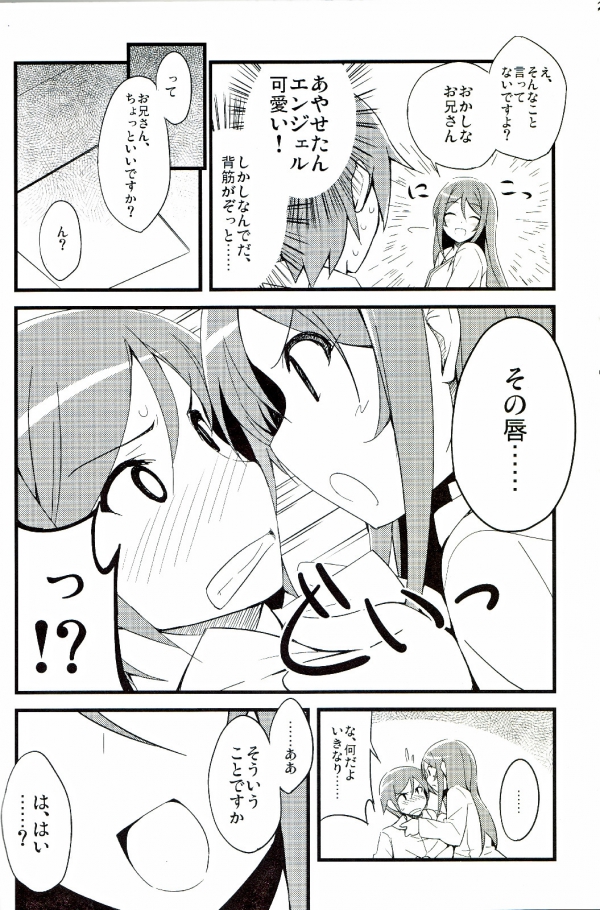 え、
そんなこと
言って
ないですよ?
おかしな
お兄さん
にこっ
あやせたん
エンジェル
可愛い!
しかしなんでだ、
背筋がぞっと……
って
お兄さん、
ちょっといいですか?
ん?
その唇……
ぐいっ
っ
!?
……
な、何だよ
いきなり……
……ああ
そういう
ことですか
は、はい
……?